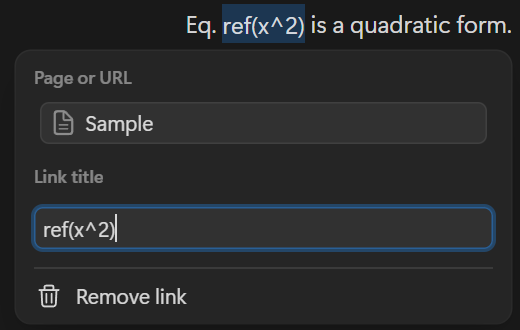 Eq. ref(x^2) is a quadratic form.
Page or URL
Sample
Link title
ref(x^2)
Remove link